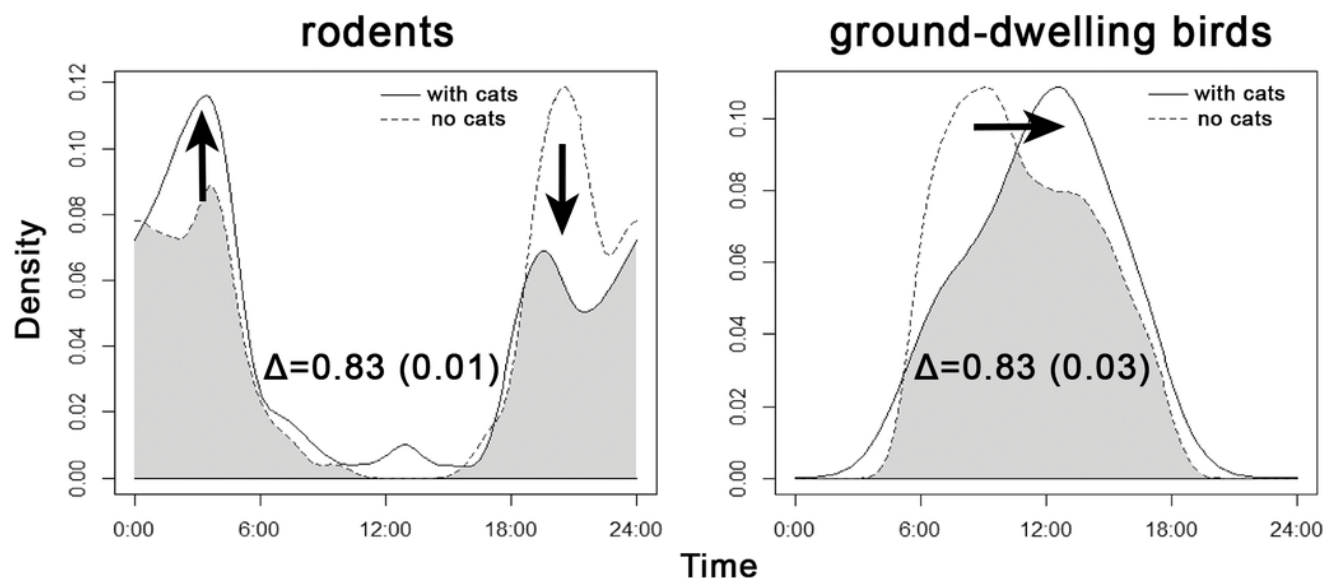 rodents
ground-dwelling birds
with cats
no cats
with cats
no cats
Density
0.12
0.10
0.08
0.06
0.04
0.02
0.00
0.10
0.08
0.06
0.04
0.02
0.00
Δ=0.83 (0.01)
Δ=0.83 (0.03)
0:00 6:00 12:00 18:00 24:00
0:00 6:00 12:00 18:00 24:00
Time